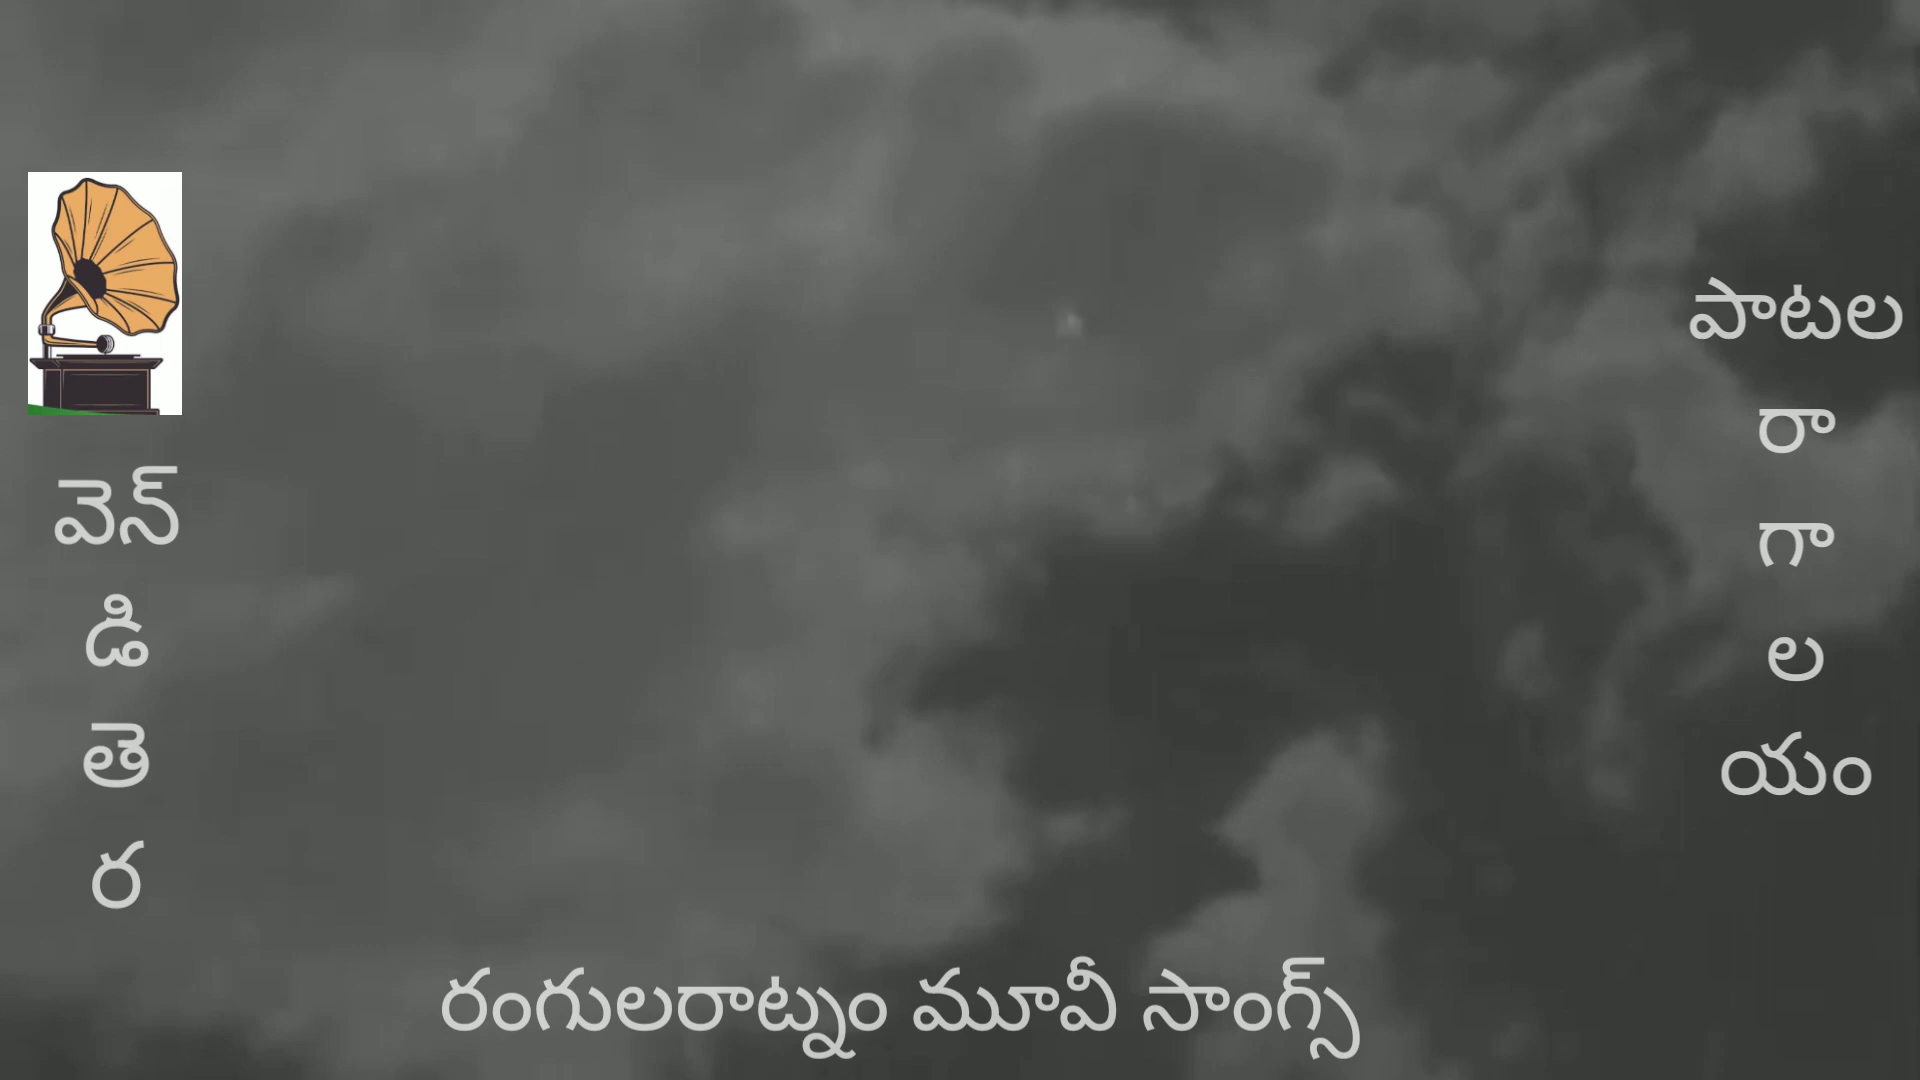 వెన్
డి
తె
ర
పాటల
రా
గా
ల
యం
రంగులరాట్నం మూవీ సాంగ్స్